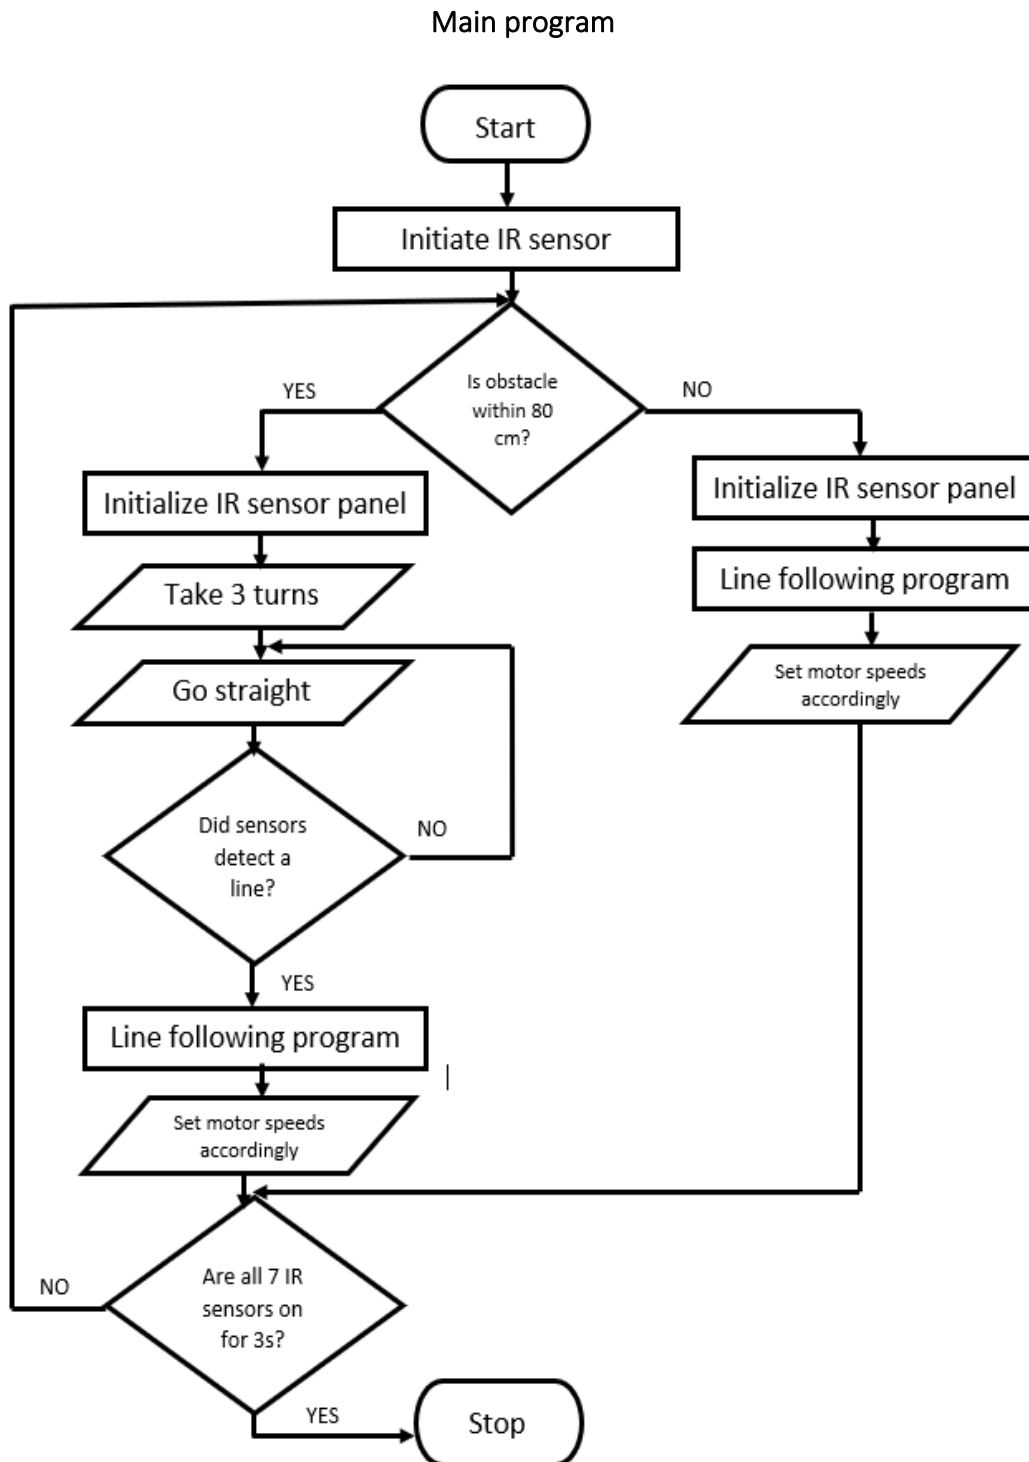 Main program
Start
Initiate IR sensor
Is obstacle
within 80
cm?
YES
NO
Initialize IR sensor panel
Initialize IR sensor panel
Take 3 turns
Line following program
Go straight
Set motor speeds
accordingly
Did sensors
detect a
line?
NO
YES
Line following program
Set motor speeds
accordingly
Are all 7 IR
sensors on
for 3s?
NO
YES
Stop